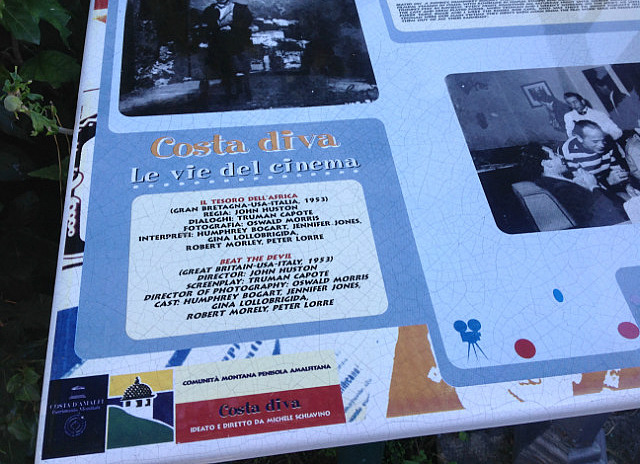 Costa diva
Le vie del cinema
IL TESORO DELL'AFRICA
(GRAN BRETAGNA-USA-ITALIA, 1953)
REGIA: JOHN HUSTON
DIALOGHI: TRUMAN CAPOTE
FOTOGRAFIA: OSWALD MORRIS
INTERPRETI: HUMPHREY BOGART, JENNIFER JONES,
GINA LOLLOBRIGIDA,
ROBERT MORLEY, PETER LORRE
BEAT THE DEVIL
(GREAT BRITAIN-USA-ITALY, 1953)
DIRECTOR: JOHN HUSTON
SCREENPLAY: TRUMAN CAPOTE
DIRECTOR OF PHOTOGRAPHY: OSWALD MORRIS
CAST: HUMPHREY BOGART, JENNIFER JONES,
GINA LOLLOBRIGIDA,
ROBERT MORELY, PETER LORRE
COMUNITÀ MONTANA PENISOLA AMALFITANA
COSTA D'AMALFI
Patrimonio Mondiale
Costa diva
IDEATO E DIRETTO DA MICHELE SCHIAVINO